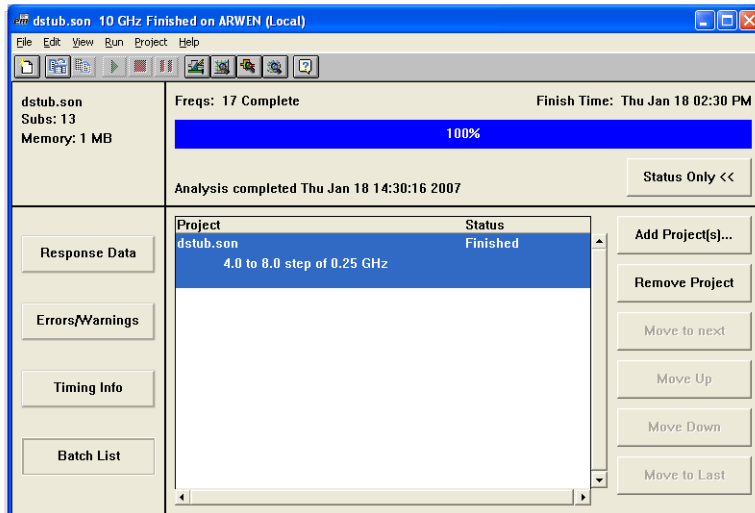 dstub.son 10 GHz Finished on ARWEN (Local)
File Edit View Run Project Help
dstub.son
Subs: 13
Memory: 1 MB
Freqs: 17 Complete Finish Time: Thu Jan 18 02:30 PM
100%
Analysis completed Thu Jan 18 14:30:16 2007
Status Only <<
Response Data
Errors/Warnings
Timing Info
Batch List
Project Status
dstub.son Finished
4.0 to 8.0 step of 0.25 GHz
Add Project(s)...
Remove Project
Move to next
Move Up
Move Down
Move to Last